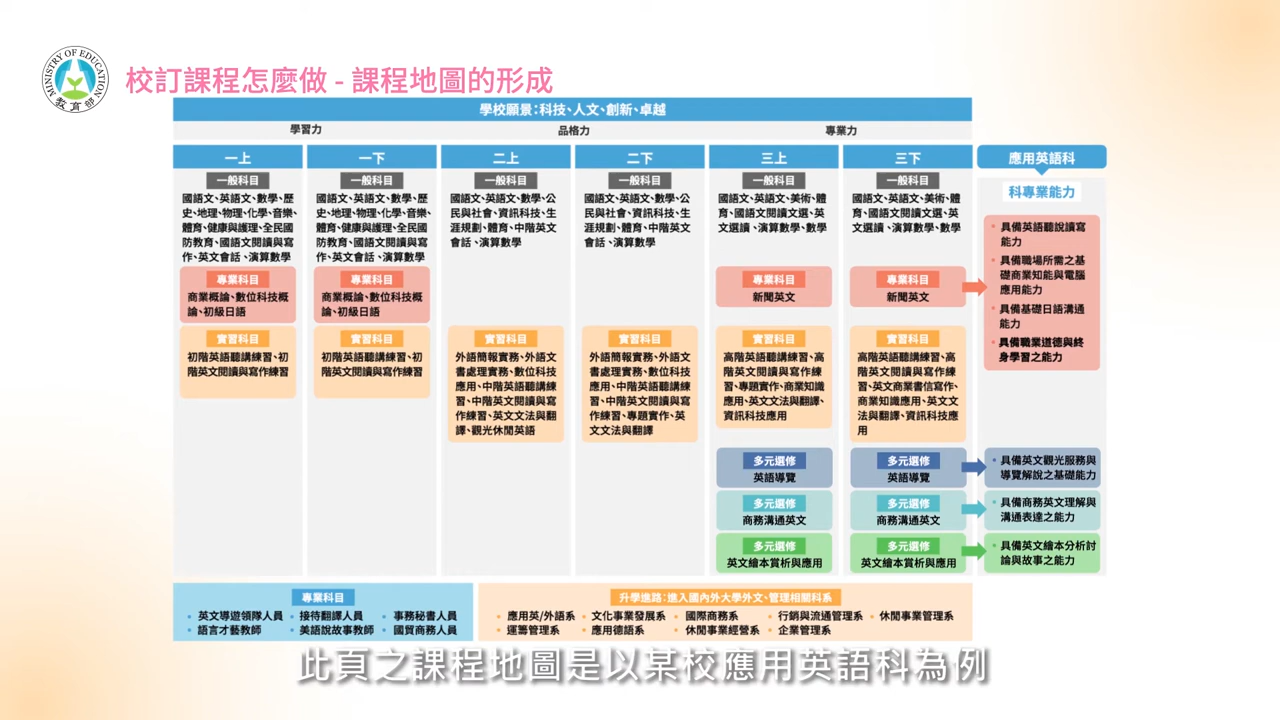 MINISTRY OF EDUCATION
教育部
校訂課程怎麼做 - 課程地圖的形成
學校願景：科技、人文、創新、卓越
學習力
品格力
專業力
一上
一般科目
國語文、英語文、數學、歷
史、地理、物理、化學、音樂、
體育、健康與護理、全民國
防教育、國語文閱讀與寫
作、英文會話 、演算數學
專業科目
商業概論、數位科技概
論、初級日語
實習科目
初階英語聽講練習、初
階英文閱讀與寫作練習
一下
一般科目
國語文、英語文、數學、歷
史、地理、物理、化學、音樂、
體育、健康與護理、全民國
防教育、國語文閱讀與寫
作、英文會話 、演算數學
專業科目
商業概論、數位科技概
論、初級日語
實習科目
初階英語聽講練習、初
階英文閱讀與寫作練習
二上
一般科目
國語文、英語文、數學、公
民與社會、資訊科技、生
涯規劃、體育、中階英文
會話 、演算數學
實習科目
外語簡報實務、外語文
書處理實務、數位科技
應用、中階英語聽講練
習、中階英文閱讀與寫
作練習、英文文法與翻
譯、觀光休閒英語
二下
一般科目
國語文、英語文、數學、公
民與社會、資訊科技、生
涯規劃、體育、中階英文
會話 、演算數學
實習科目
外語簡報實務、外語文
書處理實務、數位科技
應用、中階英語聽講練
習、中階英文閱讀與寫
作練習、專題實作、英
文文法與翻譯
三上
一般科目
國語文、英語文、美術、體
育、國語文閱讀文選、英
文選讀 、演算數學、數學
專業科目
新聞英文
實習科目
高階英語聽講練習、高
階英文閱讀與寫作練
習、專題實作、商業知識
應用、英文文法與翻譯、
資訊科技應用
多元選修
英語導覽
多元選修
商務溝通英文
多元選修
英文繪本賞析與應用
三下
一般科目
國語文、英語文、美術、體
育、國語文閱讀文選、英
文選讀 、演算數學、數學
專業科目
新聞英文
實習科目
高階英語聽講練習、高
階英文閱讀與寫作練
習、英文商業書信寫作、
商業知識應用、英文文
法與翻譯、資訊科技應
用
多元選修
英語導覽
多元選修
商務溝通英文
多元選修
英文繪本賞析與應用
應用英語科
科專業能力
• 具備英語聽說讀寫
能力
• 具備職場所需之基
礎商業知能與電腦
應用能力
• 具備基礎日語溝通
能力
• 具備職業道德與終
身學習之能力
• 具備英文觀光服務與
導覽解說之基礎能力
• 具備商務英文理解與
溝通表達之能力
• 具備英文繪本分析討
論與故事之能力
專業科目
• 英文導遊領隊人員 • 接待翻譯人員 • 事務秘書人員
• 語言才藝教師 • 美語說故事教師 • 國貿商務人員
升學進路：進入國內外大學外文、管理相關科系
• 應用英/外語系 • 文化事業發展系 • 國際商務系 • 行銷與流通管理系 • 休閒事業管理系
• 運籌管理系 • 應用德語系 • 休閒事業經營系 • 企業管理系
此頁之課程地圖是以某校應用英語科為例